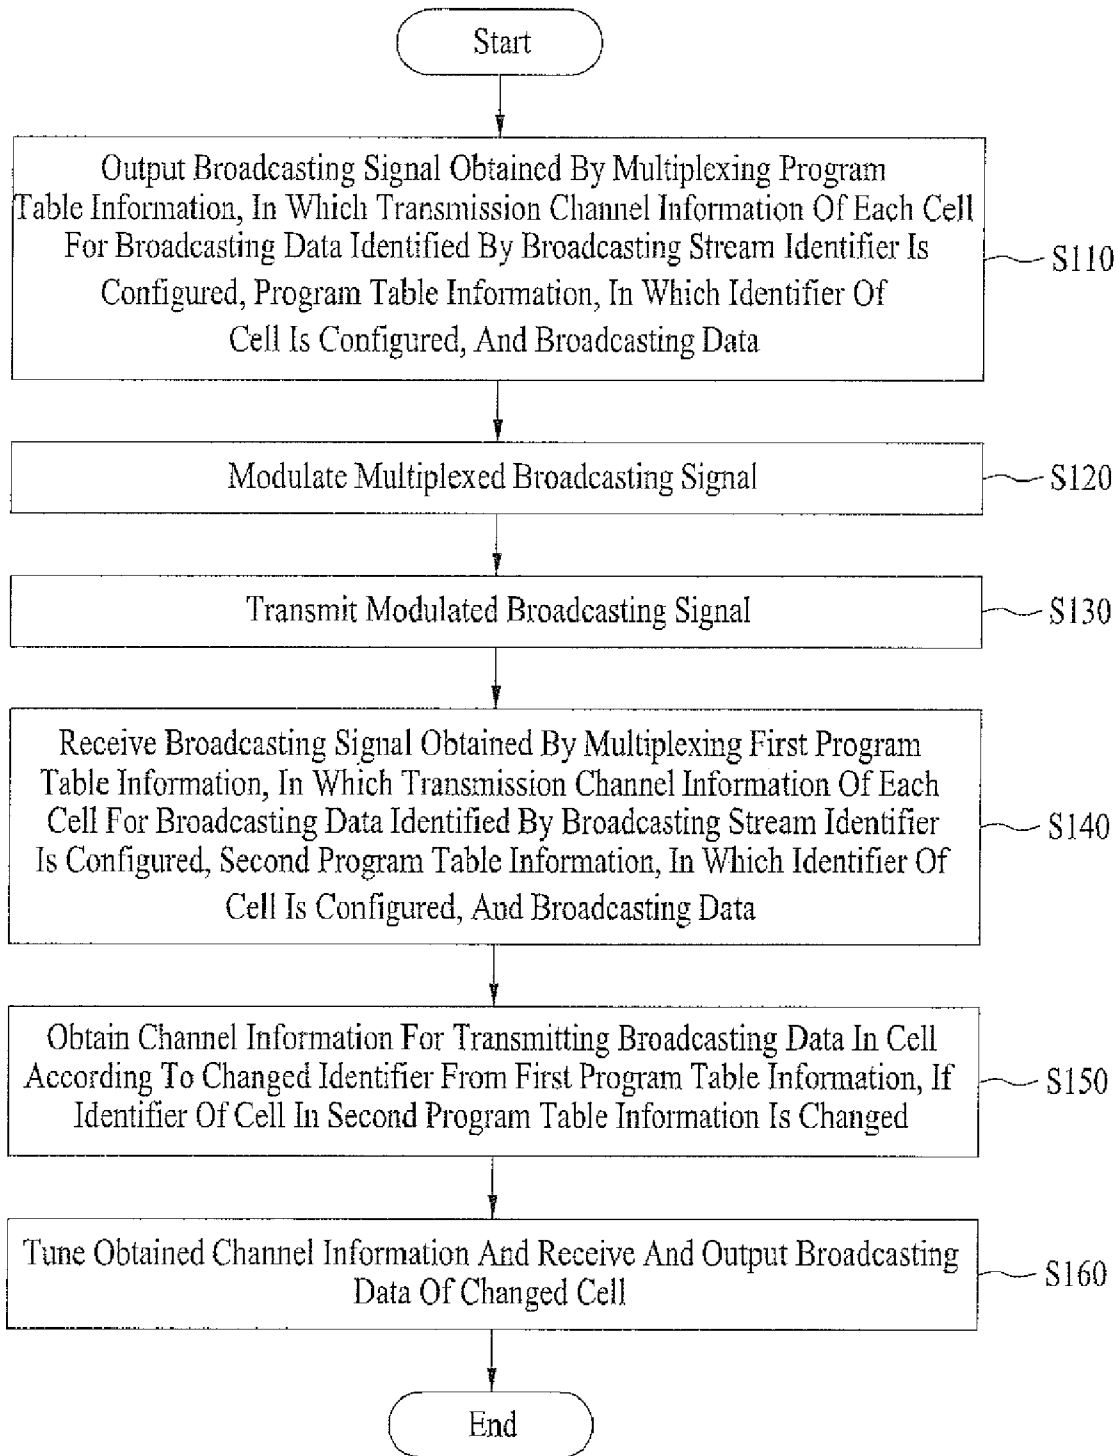 Start
Output Broadcasting Signal Obtained By Multiplexing Program
Table Information, In Which Transmission Channel Information Of Each Cell
For Broadcasting Data Identified By Broadcasting Stream Identifier Is
Configured, Program Table Information, In Which Identifier Of
Cell Is Configured, And Broadcasting Data
S110
Modulate Multiplexed Broadcasting Signal
S120
Transmit Modulated Broadcasting Signal
S130
Receive Broadcasting Signal Obtained By Multiplexing First Program
Table Information, In Which Transmission Channel Information Of Each
Cell For Broadcasting Data Identified By Broadcasting Stream Identifier
Is Configured, Second Program Table Information, In Which Identifier Of
Cell Is Configured, And Broadcasting Data
S140
Obtain Channel Information For Transmitting Broadcasting Data In Cell
According To Changed Identifier From First Program Table Information, If
Identifier Of Cell In Second Program Table Information Is Changed
S150
Tune Obtained Channel Information And Receive And Output Broadcasting
Data Of Changed Cell
S160
End